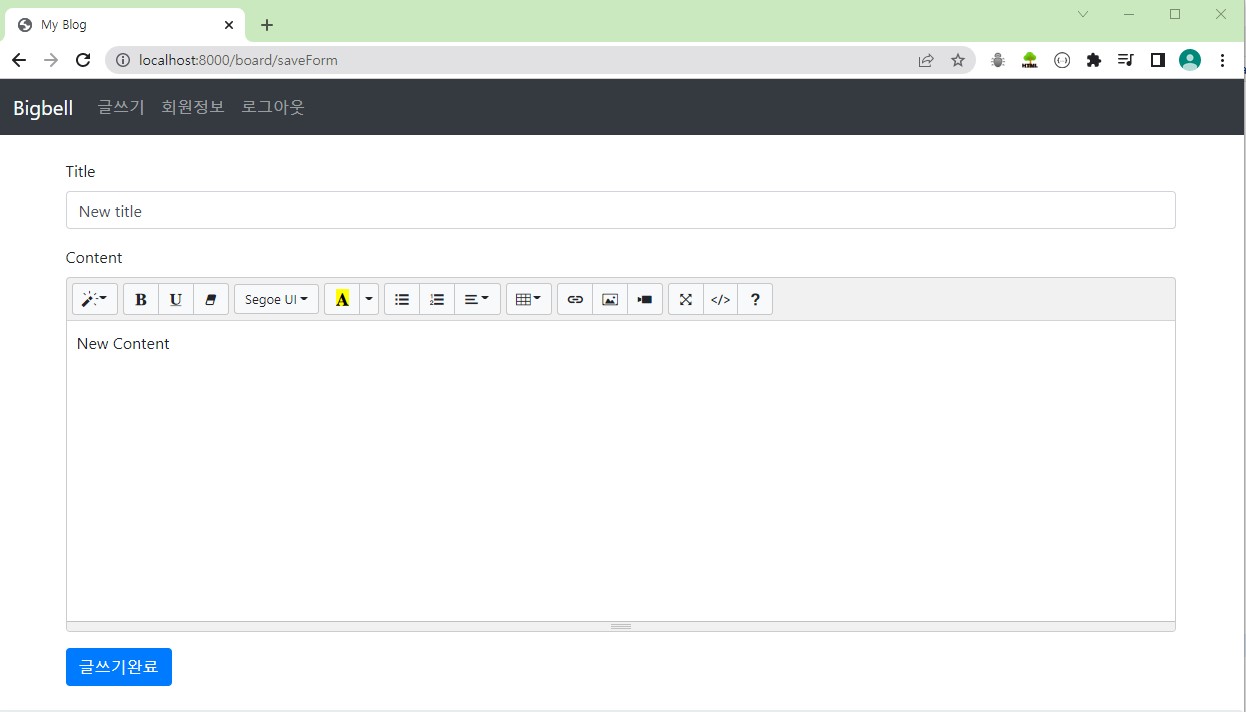 My Blog
localhost:8000/board/saveForm
HTML
Bigbell 글쓰기 회원정보 로그아웃
Title
New title
Content
B U Segoe UI A </> ?
New Content
글쓰기완료